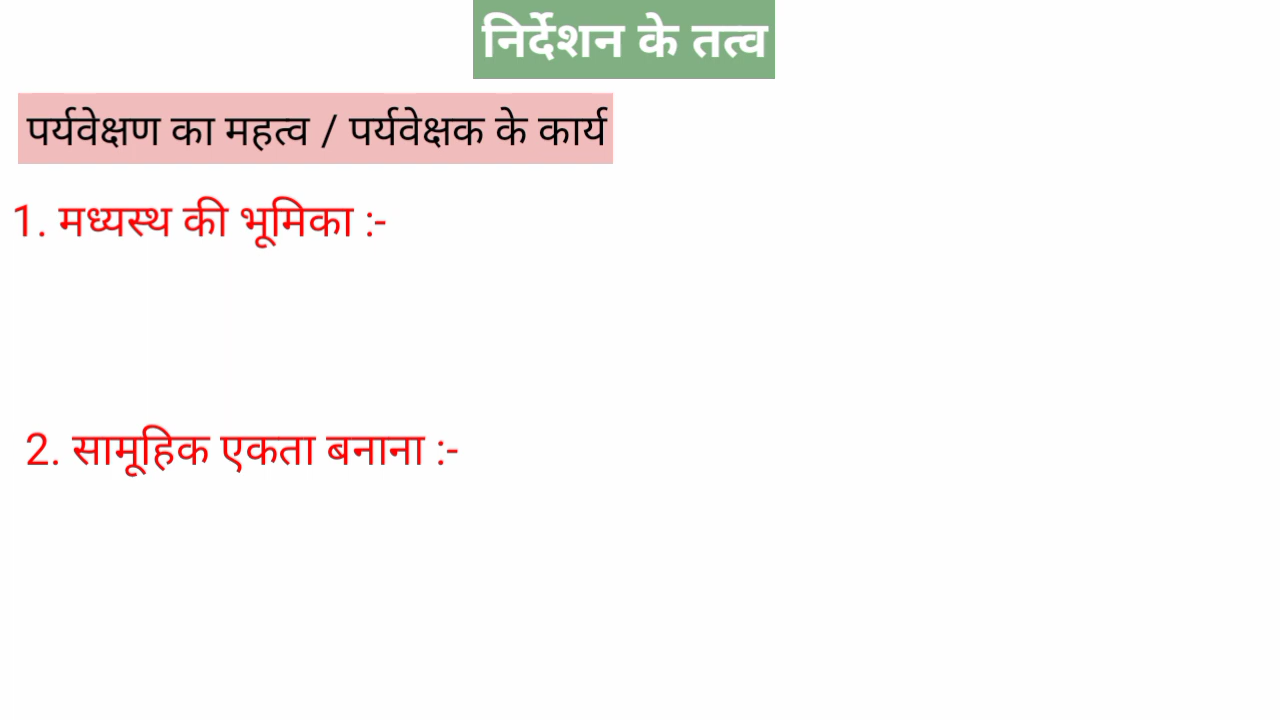 निर्देशन के तत्व
पर्यवेक्षण का महत्व / पर्यवेक्षक के कार्य
1. मध्यस्थ की भूमिका :-
2. सामूहिक एकता बनाना :-